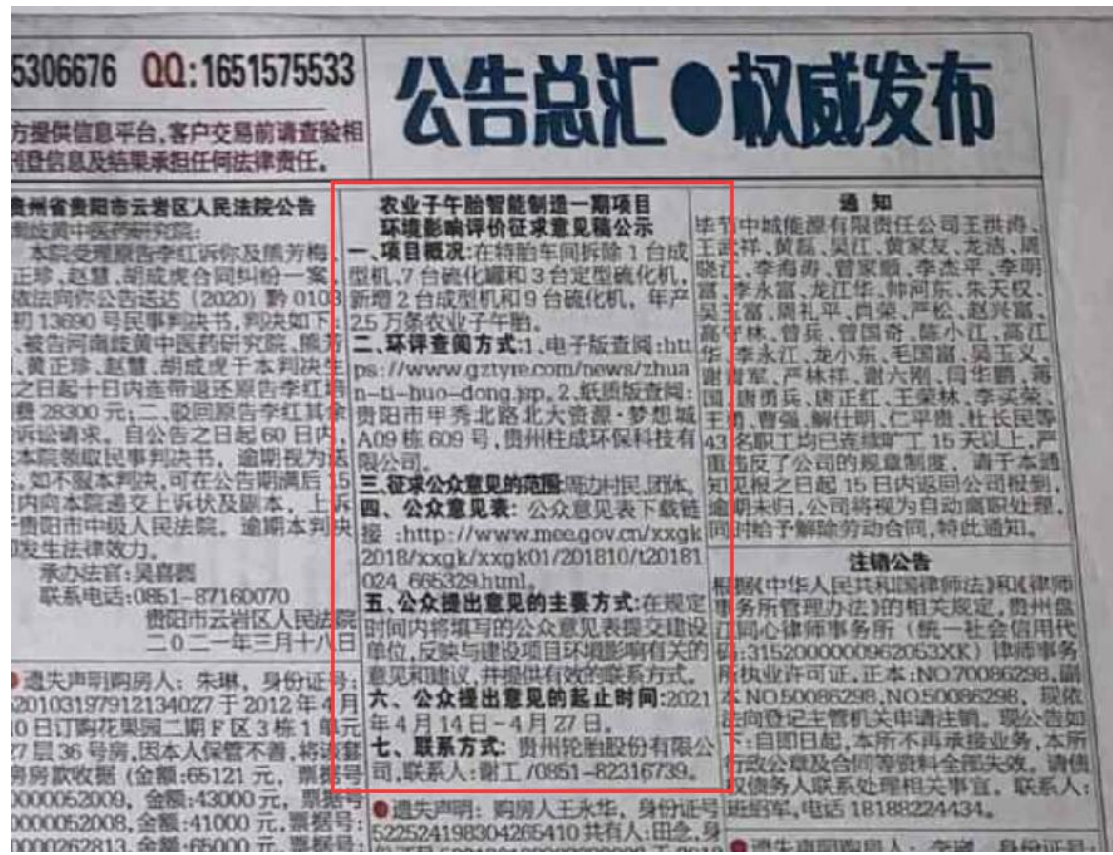 5306676 QQ:1651575533
方提供信息平台,客户交易前请查验相
刊登信息及结果承担任何法律责任。
公告总汇●权威发布
贵州省贵阳市云岩区人民法院公告
本院受理原告李红诉你及熊芳梅、
正珍、赵慧、胡成虎合同纠纷一案,
依法向你公告送达(2020)黔0103
初13690号民事判决书,判决如下:
、被告河南岐黄中医药研究院、熊芳
、黄正珍、赵慧、胡成虎于本判决生
之日起十日内连带退还原告李红
费28300元;二、驳回原告李红其余
诉讼请求。自公告之日起60日内,
本院领取民事判决书,逾期视为送
。如不服本判决,可在公告期满后15
日内向本院递交上诉状及副本,上诉
贵阳市中级人民法院。逾期本判决
即发生法律效力。
承办法官:吴喜
联系电话:0851-87160070
贵阳市云岩区人民法院
二〇二一年三月十八日
●遗失声明购房人:朱琳,身份证号:
520103197912134027于2012年4月
0日订购花果园二期F区3栋1单元
27层36号房,因本人保管不善,将该套
房房款收据(金额:65121元,票据号
0000052009,金额:43000元,票据号
0000052008,金额:41000元,票据号:
0000262813,金额:65000元,票据号:
农业子午胎智能制造一期项目
环境影响评价征求意见稿公示
一、项目概况:在特胎车间拆除1台成
型机、7台硫化罐和3台定型硫化机,
新增2台成型机和9台硫化机,年产
2.5万条农业子午胎。
二、环评查阅方式:1、电子版查阅:htt
ps://www.gztyre.com/news/zhua
n-ti-huo-dong.jsp。2、纸质版查阅:
贵阳市甲秀北路北大资源·梦想城
A09栋609号,贵州柱成环保科技有
限公司。
三、征求公众意见的范围:周边村民、团体。
四、公众意见表:公众意见表下载链
接:http://www.mee.gov.cn/xxgk
2018/xxgk/xxgk01/201810/t20181
024_665329.html。
五、公众提出意见的主要方式:在规定
时间内将填写的公众意见表提交建设
单位,反映与建设项目环境影响有关的
意见和建议,并提供有效的联系方式。
六、公众提出意见的起止时间:2021
年4月14日-4月27日。
七、联系方式:贵州轮胎股份有限公
司,联系人:谢工/0851-82316739。
●遗失声明:购房人王永华,身份证号
522524198304265410共有人:田念,身
通知
毕节中城能源有限责任公司王洪涛、
王武祥、黄磊、吴江、黄家友、龙洁、周
晓江、李海涛、曾家顺、李杰平、李明
富、李永富、龙江华、帅河东、朱天权、
吴王富、周礼平、肖荣、严松、赵兴富、
高守林、曾兵、曾国奇、陈小江、高江
华、李永江、龙小东、毛国富、吴玉义、
谢军、严林祥、谢六刚、闫华鹏、蒋
国、唐勇兵、唐正红、王荣林、李买荣、
王勇、曹强、解仕明、仁平贵、杜长民等
43名职工均已连续旷工15天以上,严
重违反了公司的规章制度,请于本通
知见报之日起15日内返回公司报到,
逾期未归,公司将视为自动离职处理,
同时给予解除劳动合同,特此通知。
注销公告
根据《中华人民共和国律师法》和《律师
事务所管理办法》的相关规定,贵州盘
江同心律师事务所(统一社会信用代
码:3152000000962053XK)律师事务
所执业许可证,正本:NO.70086298,副
本NO.50086298,NO.50086298,现依
法向登记主管机关申请注销。现公告如
下:自即日起,本所不再承接业务,本所
行政公章及合同等资料全部失效。请债
权债务人联系处理相关事宜。联系人:
班绍军,电话18188224434。
●遗失声明购房人:李